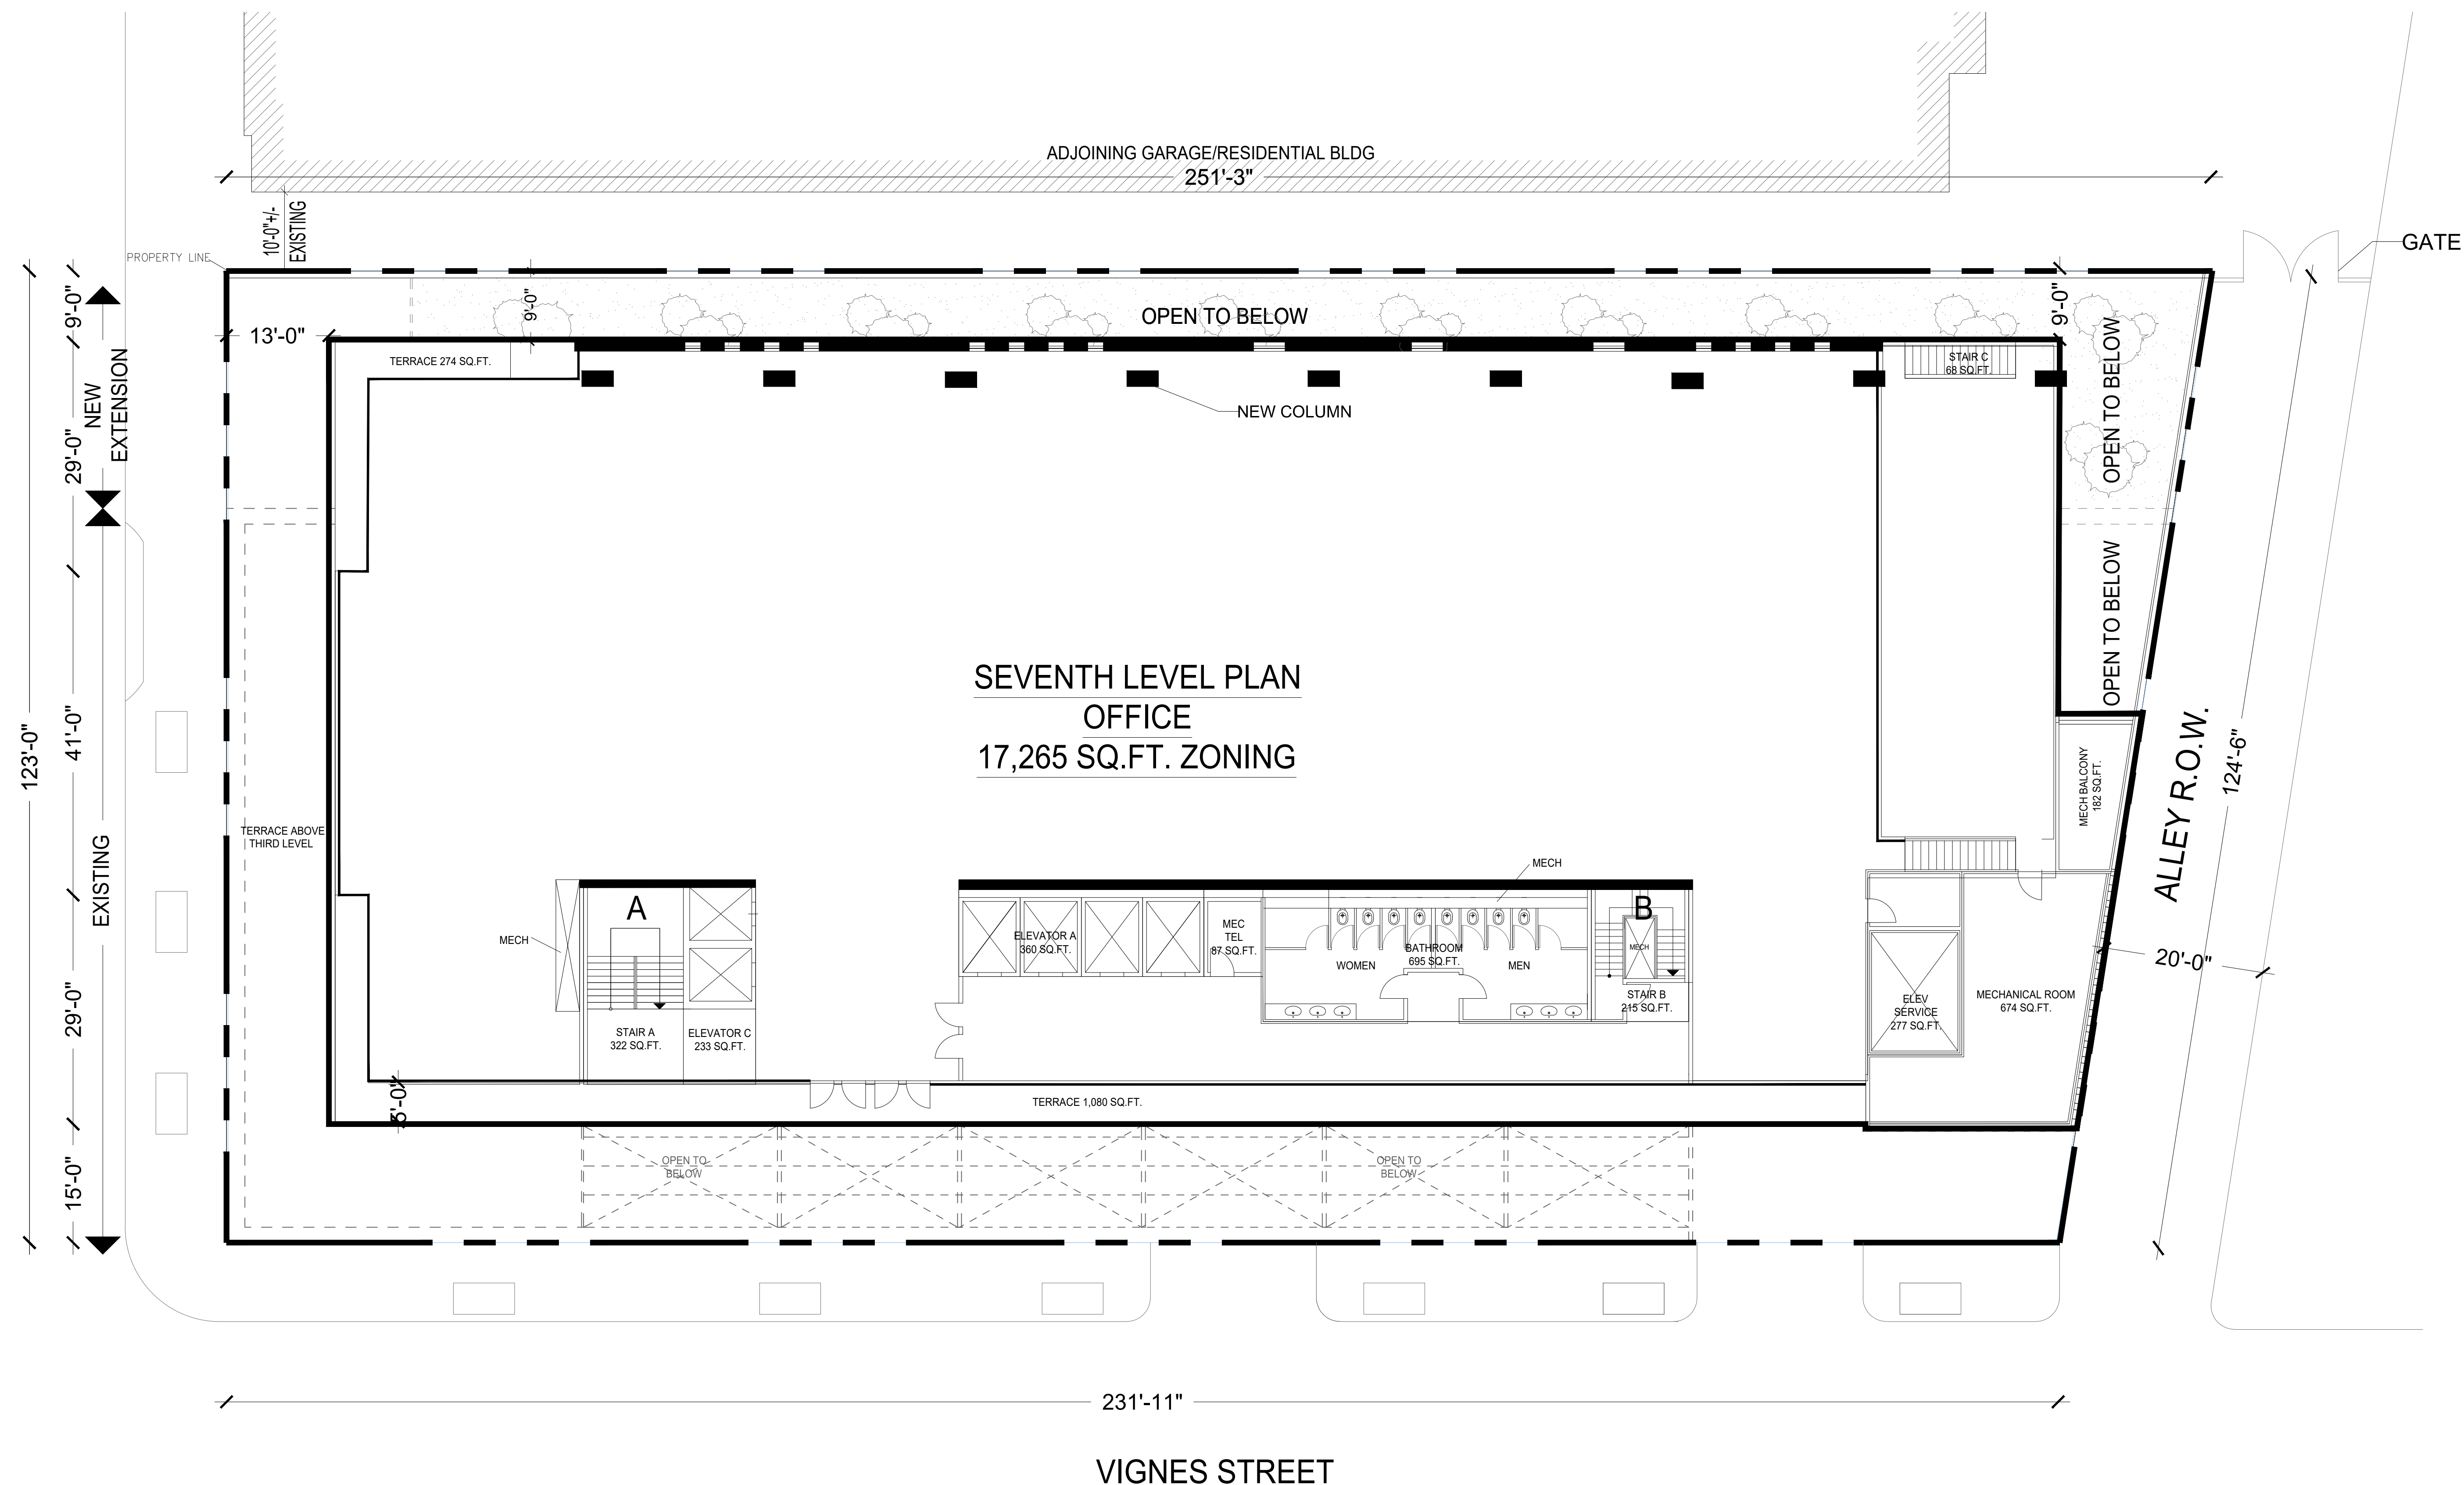 ADJOINING GARAGE/RESIDENTIAL BLDG
251'-3"
10'-0"+/-
EXISTING
PROPERTY LINE
GATE
9'-0"
9'-0"
9'-0"
13'-0"
OPEN TO BELOW
OPEN TO BELOW
OPEN TO BELOW
TERRACE 274 SQ.FT.
STAIR C
68 SQ.FT.
NEW COLUMN
NEW
EXTENSION
29'-0"
123'-0"
41'-0"
EXISTING
29'-0"
15'-0"
SEVENTH LEVEL PLAN
OFFICE
17,265 SQ.FT. ZONING
TERRACE ABOVE
THIRD LEVEL
MECH BALCONY
182 SQ.FT.
ALLEY R.O.W.
124'-6"
20'-0"
MECH
A
MECH
STAIR A
322 SQ.FT.
ELEVATOR C
233 SQ.FT.
ELEVATOR A
360 SQ.FT.
MEC
TEL
87 SQ.FT.
WOMEN
BATHROOM
695 SQ.FT.
MEN
B
MECH
STAIR B
215 SQ.FT.
ELEV
SERVICE
277 SQ.FT.
MECHANICAL ROOM
674 SQ.FT.
TERRACE 1,080 SQ.FT.
OPEN TO
BELOW
OPEN TO
BELOW
231'-11"
VIGNES STREET